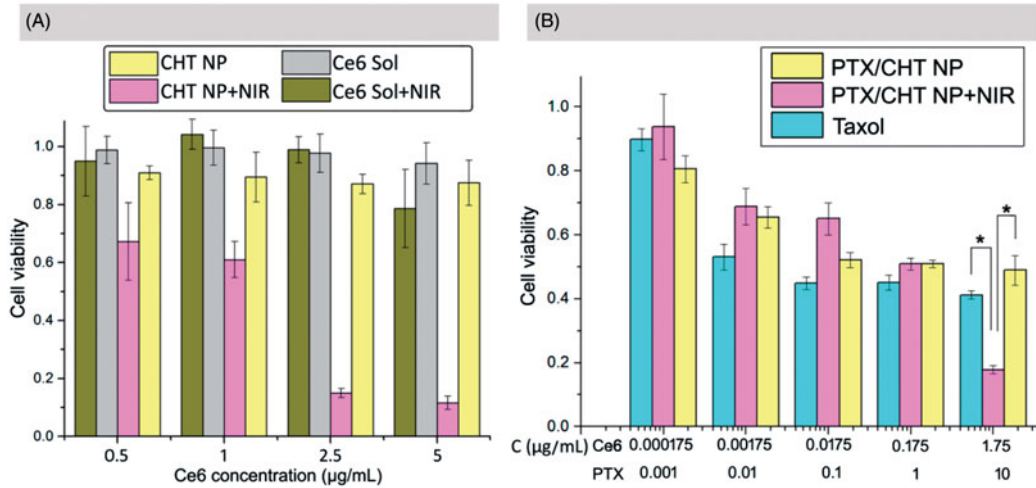 (A)
CHT NP
Ce6 Sol
CHT NP+NIR
Ce6 Sol+NIR
1.0
0.8
0.6
0.4
0.2
0.0
Cell viability
0.5 1 2.5 5
Ce6 concentration (µg/mL)
(B)
PTX/CHT NP
PTX/CHT NP+NIR
Taxol
1.0
0.8
0.6
0.4
0.2
0.0
Cell viability
* *
C (µg/mL) Ce6 0.000175 0.00175 0.0175 0.175 1.75
PTX 0.001 0.01 0.1 1 10